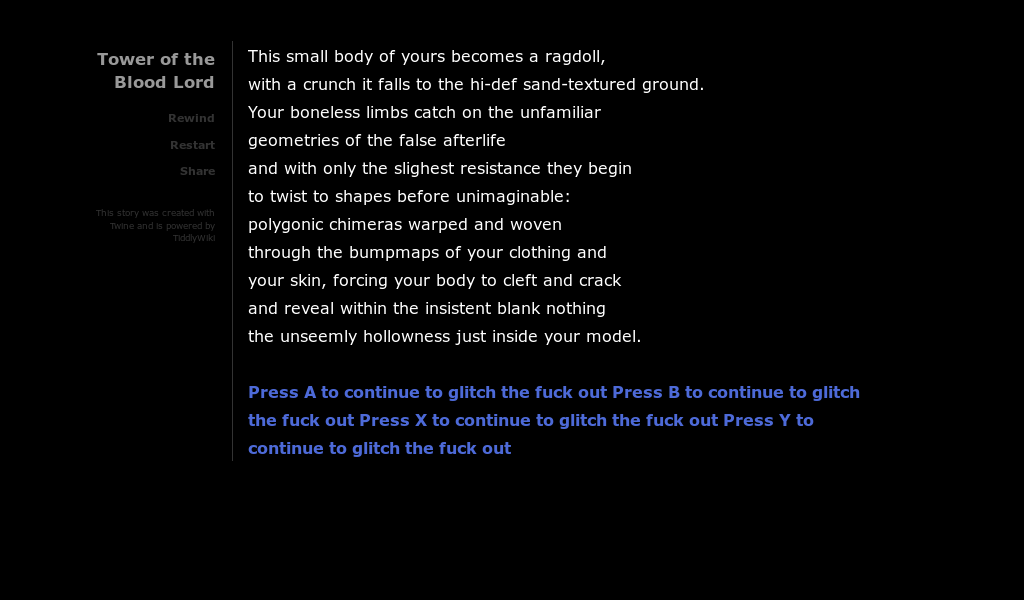 Tower of the
Blood Lord
Rewind
Restart
Share
This story was created with
Twine and is powered by
TiddlyWiki
This small body of yours becomes a ragdoll,
with a crunch it falls to the hi-def sand-textured ground.
Your boneless limbs catch on the unfamiliar
geometries of the false afterlife
and with only the slighest resistance they begin
to twist to shapes before unimaginable:
polygonic chimeras warped and woven
through the bumpmaps of your clothing and
your skin, forcing your body to cleft and crack
and reveal within the insistent blank nothing
the unseemly hollowness just inside your model.
Press A to continue to glitch the fuck out Press B to continue to glitch
the fuck out Press X to continue to glitch the fuck out Press Y to
continue to glitch the fuck out